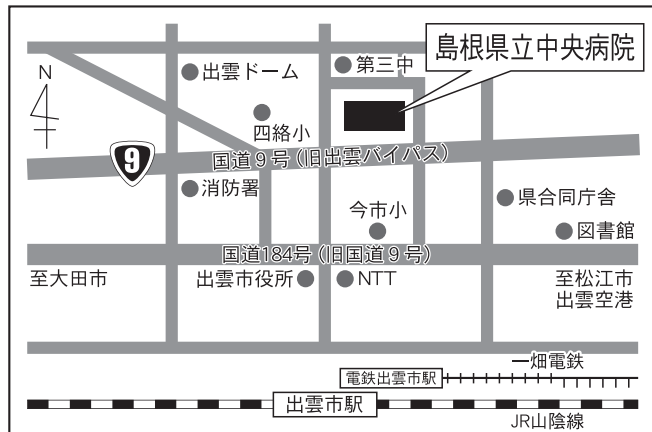 島根県立中央病院
N
出雲ドーム
第三中
四絡小
国道9号(旧出雲バイパス)
9
消防署
今市小
県合同庁舎
図書館
国道184号(旧国道9号)
至大田市
出雲市役所
NTT
至松江市
出雲空港
一畑電鉄
電鉄出雲市駅
出雲市駅
JR山陰線